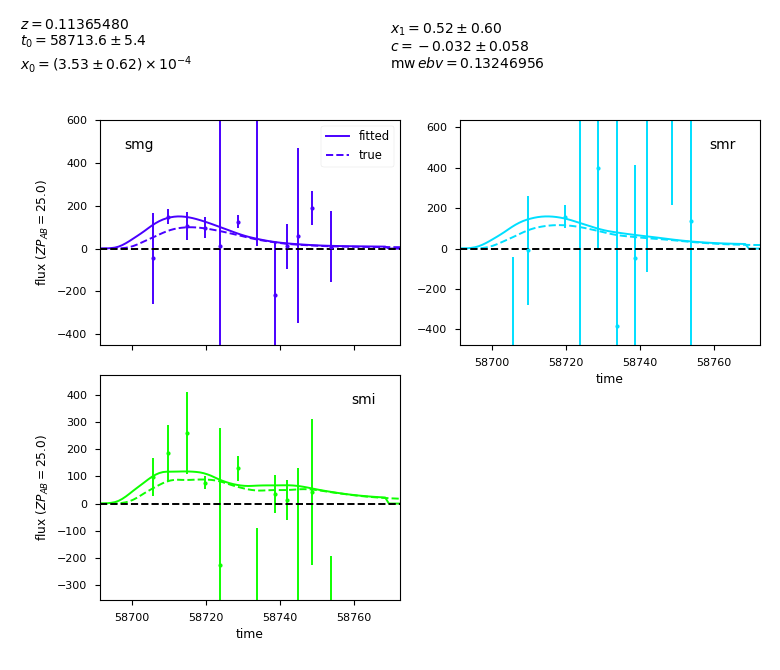 z = 0.11365480
t₀ = 58713.6 ± 5.4
x₀ = (3.53 ± 0.62) × 10⁻⁴
x₁ = 0.52 ± 0.60
c = −0.032 ± 0.058
mw ebv = 0.13246956
smg
fitted
true
600
400
200
0
−200
−400
flux (ZP_AB = 25.0)
smr
600
400
200
0
−200
−400
58700 58720 58740 58760
time
smi
400
300
200
100
0
−100
−200
−300
flux (ZP_AB = 25.0)
58700 58720 58740 58760
time